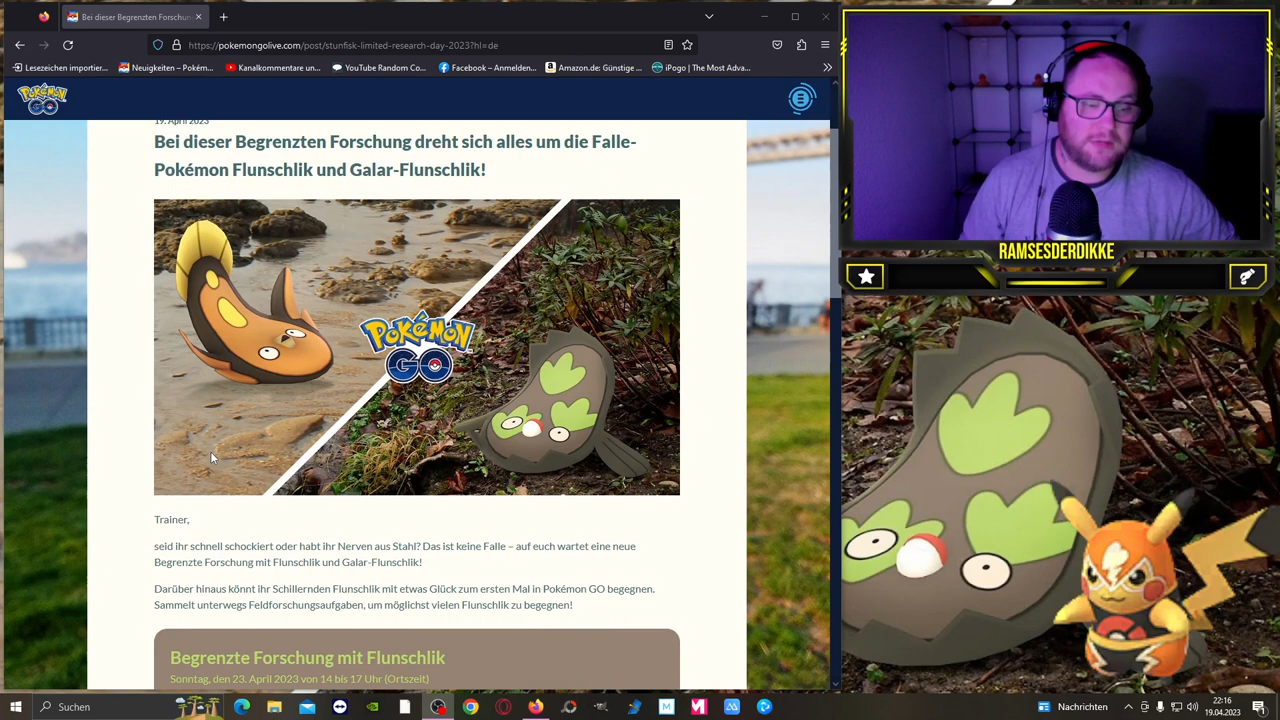 Bei dieser Begrenzten Forschung
https://pokemongolive.com/post/stunfisk-limited-research-day-2023?hl=de
Lesezeichen importier...
Neuigkeiten – Pokém...
Kanalkommentare un...
YouTube Random Co...
Facebook – Anmelden...
Amazon.de: Günstige ...
iPogo | The Most Adva...
Pokémon
GO
19. April 2023
Bei dieser Begrenzten Forschung dreht sich alles um die Falle-
Pokémon Flunschlik und Galar-Flunschlik!
Pokémon
GO
Trainer,
seid ihr schnell schockiert oder habt ihr Nerven aus Stahl? Das ist keine Falle – auf euch wartet eine neue
Begrenzte Forschung mit Flunschlik und Galar-Flunschlik!
Darüber hinaus könnt ihr Schillernden Flunschlik mit etwas Glück zum ersten Mal in Pokémon GO begegnen.
Sammelt unterwegs Feldforschungsaufgaben, um möglichst vielen Flunschlik zu begegnen!
Begrenzte Forschung mit Flunschlik
Sonntag, den 23. April 2023 von 14 bis 17 Uhr (Ortszeit)
RAMSESDERDIKKE
Suchen
Nachrichten
22:16
19.04.2023
1